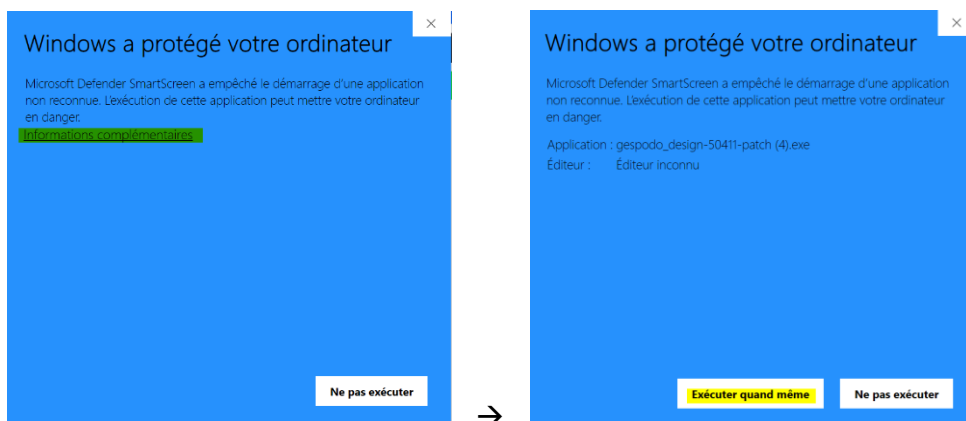 Windows a protégé votre ordinateur
Microsoft Defender SmartScreen a empêché le démarrage d'une application
non reconnue. L'exécution de cette application peut mettre votre ordinateur
en danger.
Informations complémentaires
Ne pas exécuter
→
Windows a protégé votre ordinateur
Microsoft Defender SmartScreen a empêché le démarrage d'une application
non reconnue. L'exécution de cette application peut mettre votre ordinateur
en danger.
Application : gespodo_design-50411-patch (4).exe
Éditeur : Éditeur inconnu
Exécuter quand même Ne pas exécuter